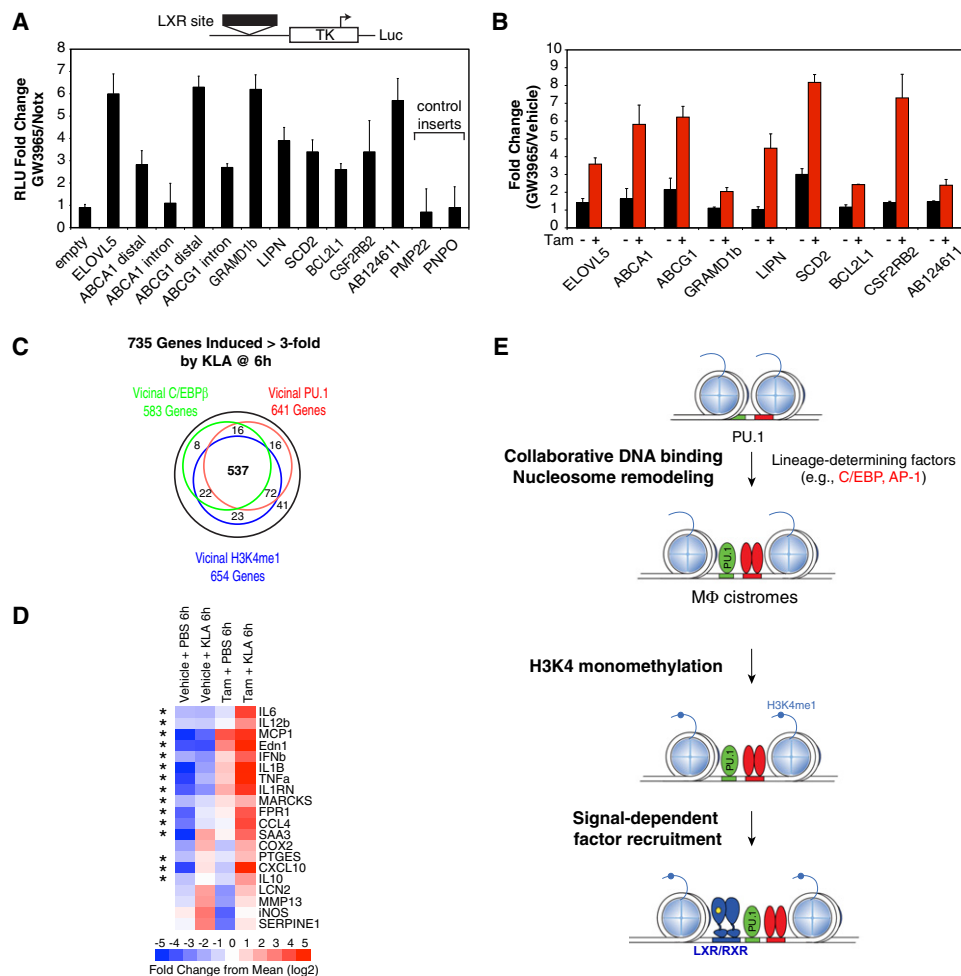 A
LXR site
TK
Luc
RLU Fold Change
GW3965/Notx
8
7
6
5
4
3
2
1
0
control
inserts
empty
ELOVL5
ABCA1 distal
ABCA1 intron
ABCG1 distal
ABCG1 intron
GRAMD1b
LIPN
SCD2
BCL2L1
CSF2RB2
AB124611
PMP22
PNPO
B
Fold Change
(GW3965/Vehicle)
10
9
8
7
6
5
4
3
2
1
0
Tam - + - + - + - + - + - + - + - + - +
ELOVL5
ABCA1
ABCG1
GRAMD1b
LIPN
SCD2
BCL2L1
CSF2RB2
AB124611
C
735 Genes Induced > 3-fold
by KLA @ 6h
Vicinal C/EBPβ
583 Genes
Vicinal PU.1
641 Genes
16
8
16
537
22
72
41
23
Vicinal H3K4me1
654 Genes
D
Vehicle + PBS 6h
Vehicle + KLA 6h
Tam + PBS 6h
Tam + KLA 6h
* IL6
* IL12b
* MCP1
* Edn1
* IFNb
* IL1B
* TNFa
* IL1RN
* MARCKS
* FPR1
* CCL4
* SAA3
COX2
* PTGES
* CXCL10
* IL10
LCN2
MMP13
iNOS
SERPINE1
-5 -4 -3 -2 -1 0 1 2 3 4 5
Fold Change from Mean (log2)
E
PU.1
Collaborative DNA binding
Nucleosome remodeling
Lineage-determining factors
(e.g., C/EBP, AP-1)
PU.1
MΦ cistromes
H3K4 monomethylation
H3K4me1
PU.1
Signal-dependent
factor recruitment
PU.1
LXR/RXR